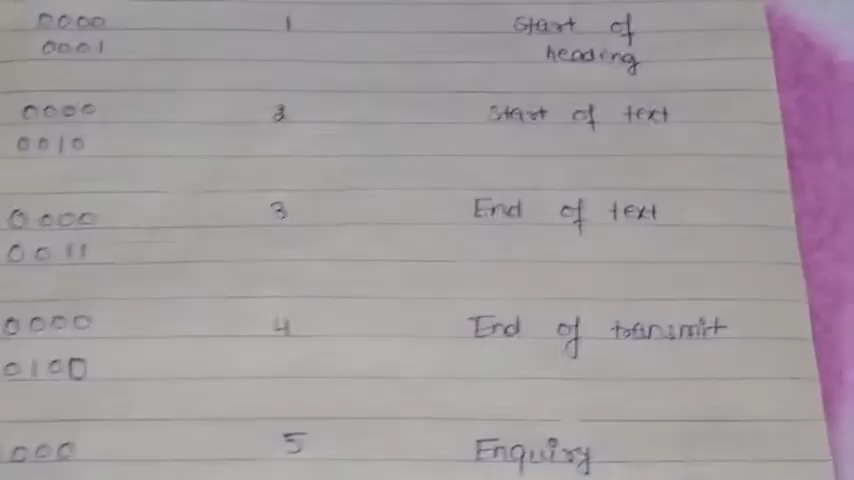 0000 1 Start of
0001 heading
0000 2 Start of text
0010
0000 3 End of text
0011
0000 4 End of transmit
0100
000 5 Enquiry